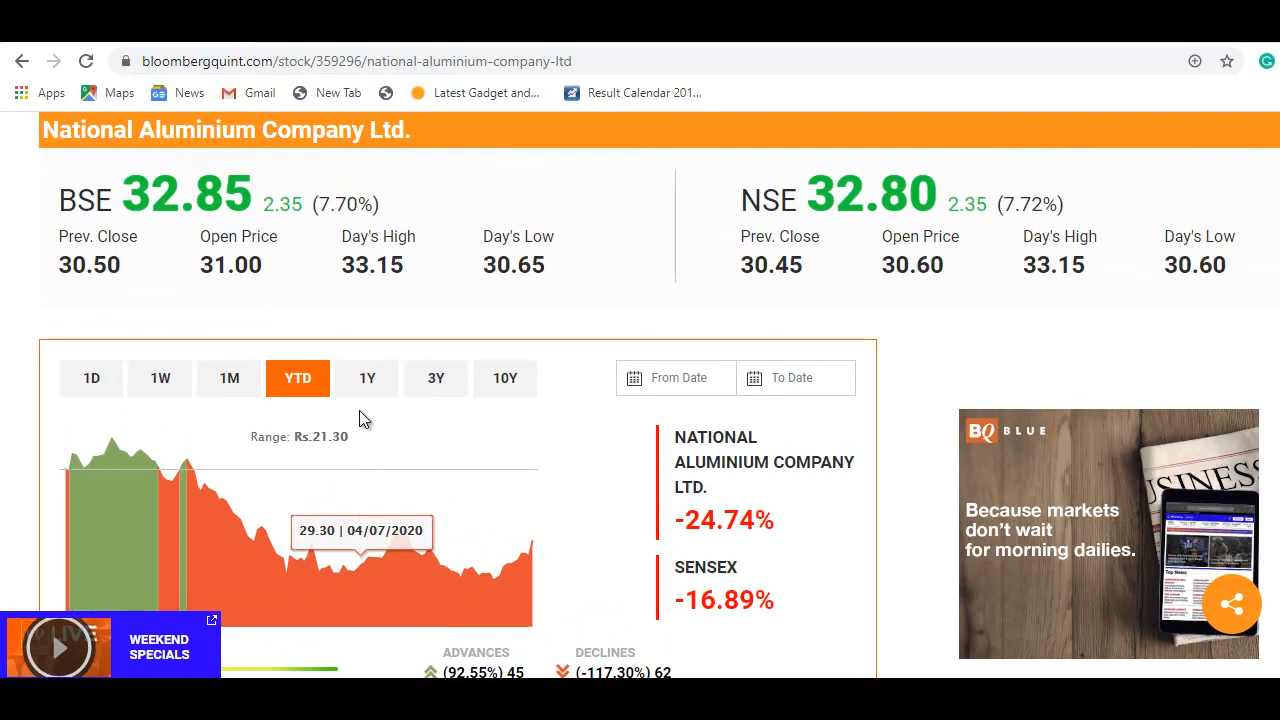 bloombergquint.com/stock/359296/national-aluminium-company-ltd
Apps Maps News Gmail New Tab Latest Gadget and... Result Calendar 201...
National Aluminium Company Ltd.
BSE 32.85 2.35 (7.70%)
Prev. Close Open Price Day's High Day's Low
30.50 31.00 33.15 30.65
NSE 32.80 2.35 (7.72%)
Prev. Close Open Price Day's High Day's Low
30.45 30.60 33.15 30.60
1D 1W 1M YTD 1Y 3Y 10Y
From Date To Date
Range: Rs.21.30
29.30 | 04/07/2020
NATIONAL
ALUMINIUM COMPANY
LTD.
-24.74%
SENSEX
-16.89%
ADVANCES
(92.55%) 45
DECLINES
(-117.30%) 62
LIVE
WEEKEND
SPECIALS
BQ BLUE
Because markets
don't wait
for morning dailies.
BUSINESS